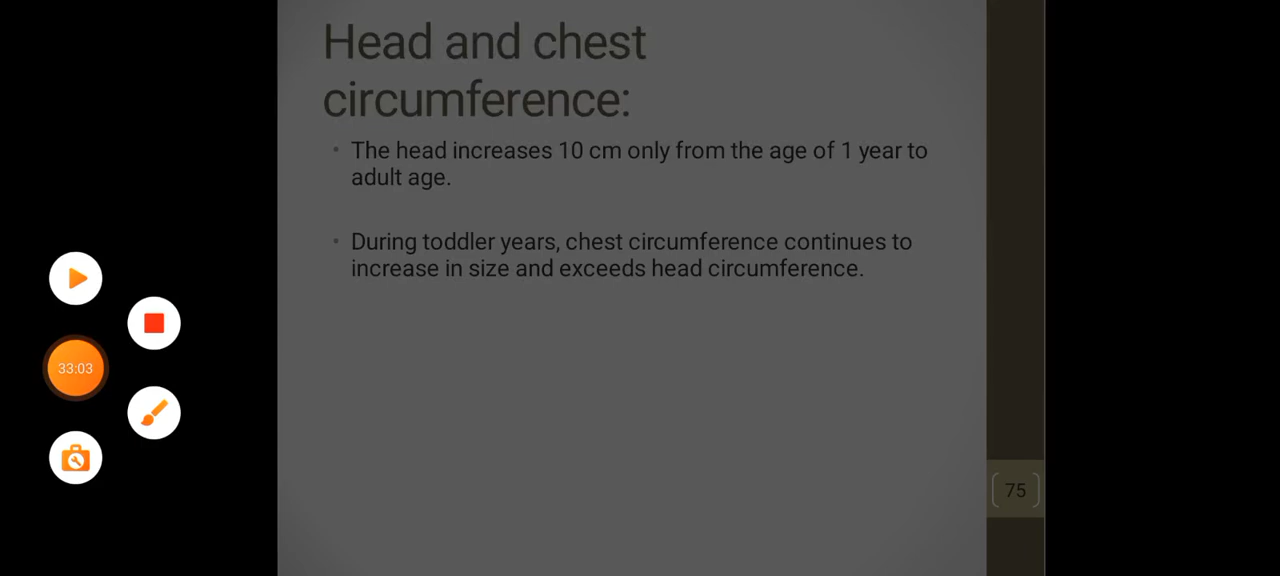 Head and chest
circumference:
• The head increases 10 cm only from the age of 1 year to
adult age.
• During toddler years, chest circumference continues to
increase in size and exceeds head circumference.
33:03
75